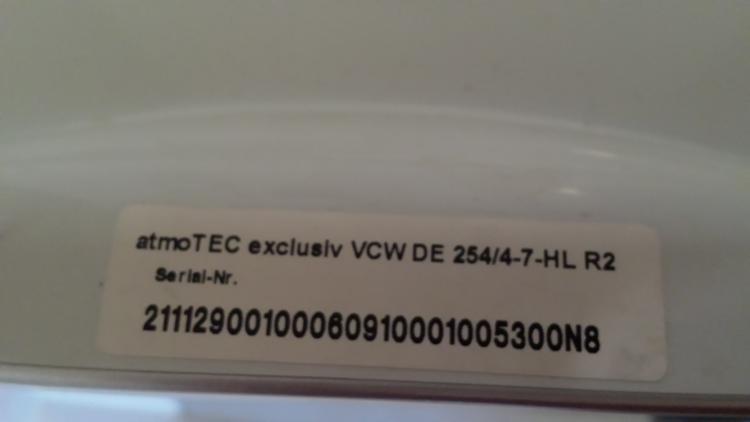 atmoTEC exclusiv VCW DE 254/4-7-HL R2
Serial-Nr.
21112900100060910001005300N8